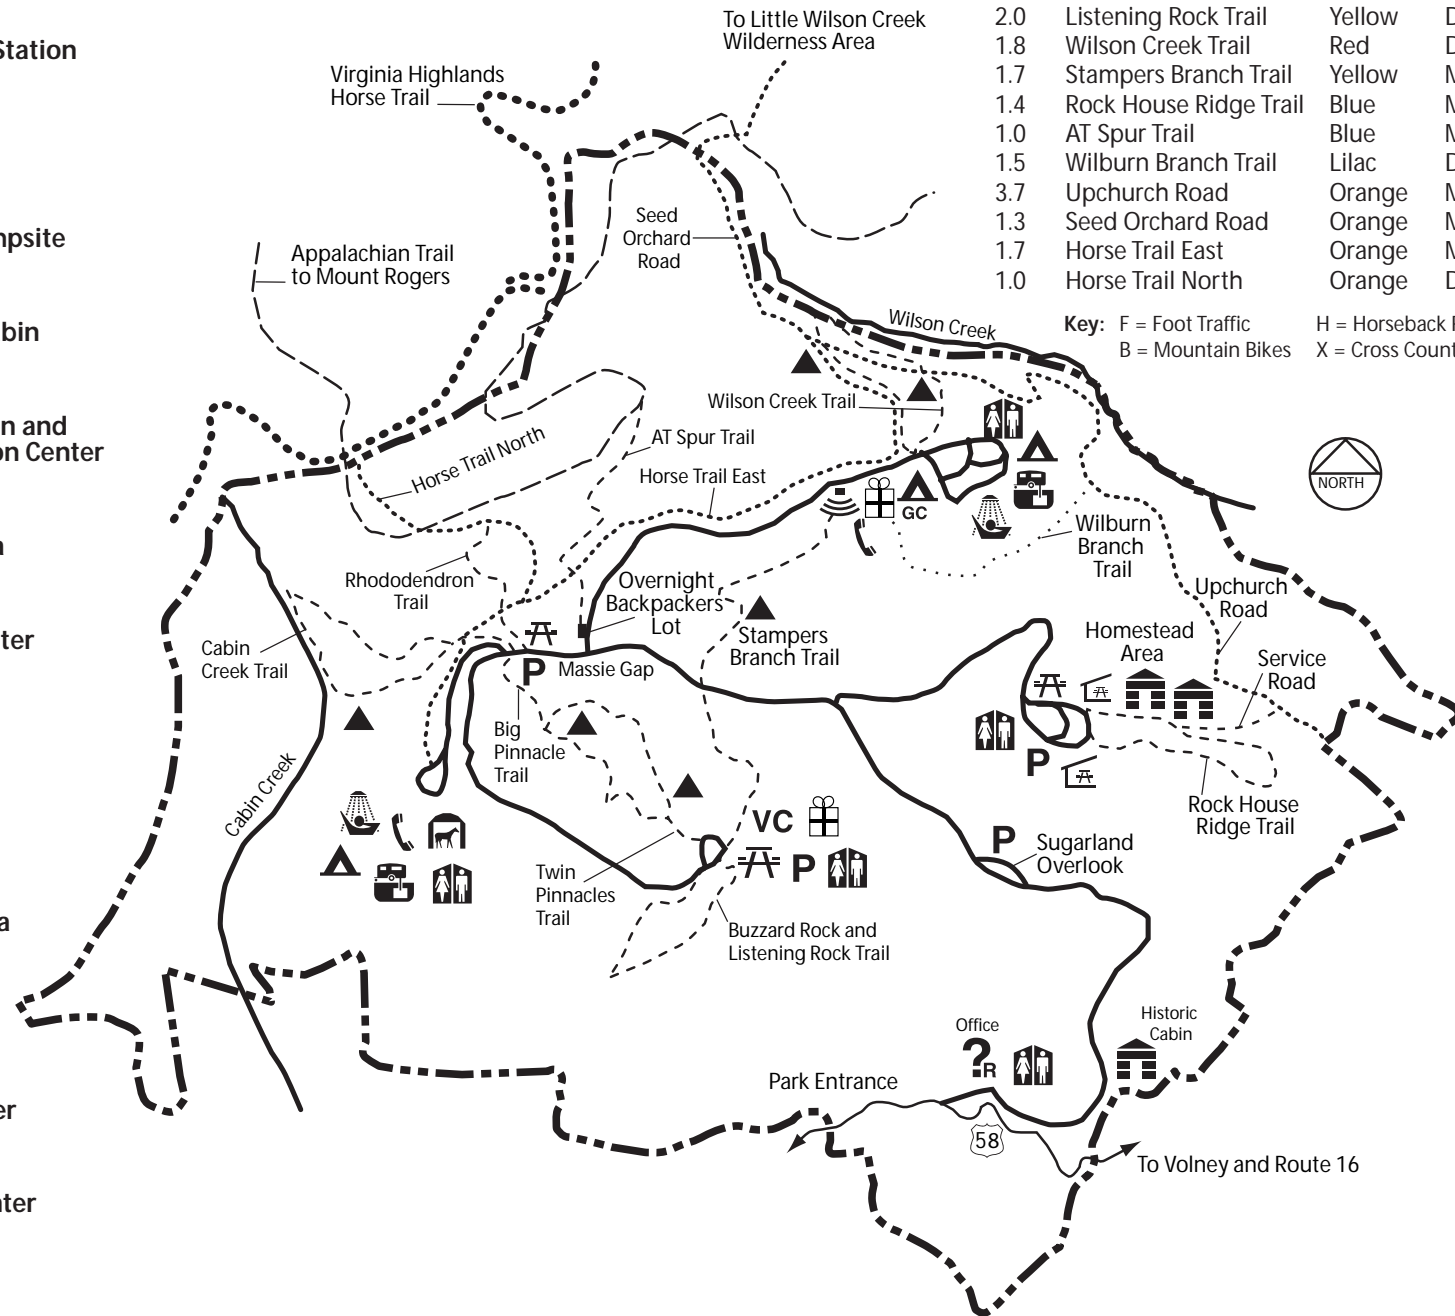 Station
mpsite
bin
n and
on Center
ter
a
er
nter
To Little Wilson Creek
Wilderness Area
Virginia Highlands
Horse Trail
2.0 Listening Rock Trail Yellow D
1.8 Wilson Creek Trail Red D
1.7 Stampers Branch Trail Yellow M
1.4 Rock House Ridge Trail Blue M
1.0 AT Spur Trail Blue M
1.5 Wilburn Branch Trail Lilac D
3.7 Upchurch Road Orange M
1.3 Seed Orchard Road Orange M
1.7 Horse Trail East Orange M
1.0 Horse Trail North Orange D
Key: F = Foot Traffic H = Horseback
B = Mountain Bikes X = Cross Count
Seed
Orchard
Road
Appalachian Trail
to Mount Rogers
Wilson Creek
Wilson Creek Trail
AT Spur Trail
Horse Trail North
Horse Trail East
NORTH
GC
Wilburn
Branch
Trail
Rhododendron
Trail
Overnight
Backpackers
Lot
Upchurch
Road
Cabin
Creek Trail
Stampers
Branch Trail
Homestead
Area
Service
Road
P
Massie Gap
Big
Pinnacle
Trail
P
Cabin Creek
Rock House
Ridge Trail
VC
P
Sugarland
Overlook
P
Twin
Pinnacles
Trail
Buzzard Rock and
Listening Rock Trail
Office
?R
Historic
Cabin
Park Entrance
58
To Volney and Route 16